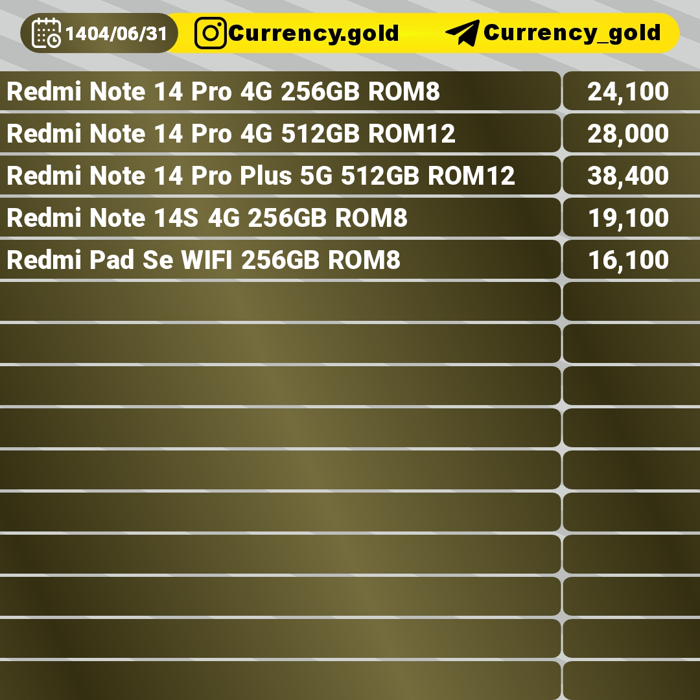 1404/06/31 Currency.gold Currency_gold
Redmi Note 14 Pro 4G 256GB ROM8 24,100
Redmi Note 14 Pro 4G 512GB ROM12 28,000
Redmi Note 14 Pro Plus 5G 512GB ROM12 38,400
Redmi Note 14S 4G 256GB ROM8 19,100
Redmi Pad Se WIFI 256GB ROM8 16,100